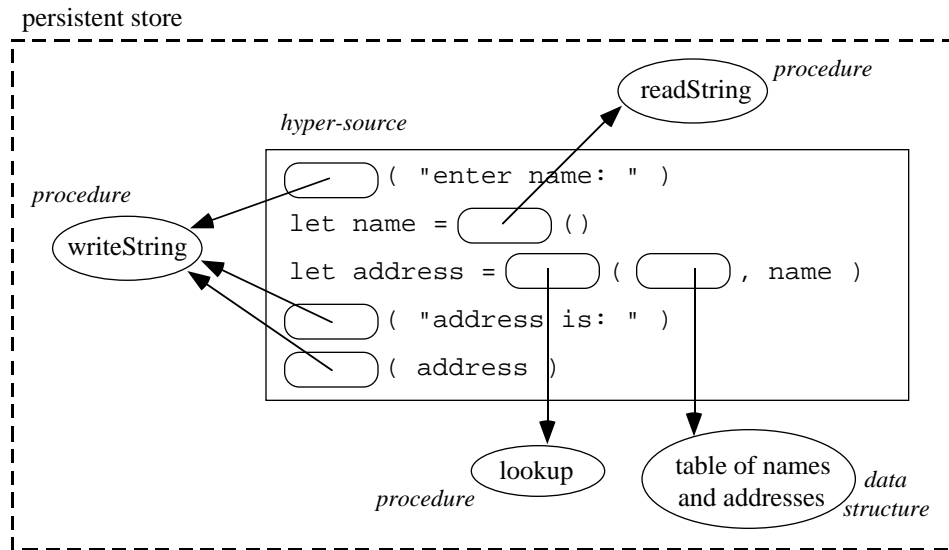 persistent store
procedure
readString
hyper-source
( "enter name: " )
procedure
let name = ()
writeString
let address = ( , name )
( "address is: " )
( address )
lookup
procedure
table of names
and addresses
data
structure